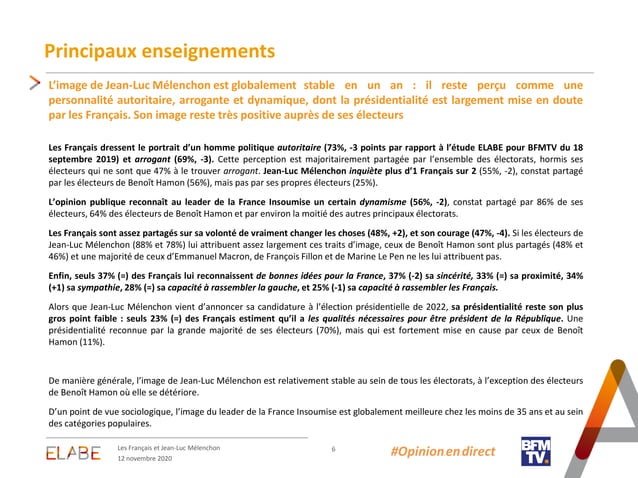 Principaux enseignements
L'image de Jean-Luc Mélenchon est globalement stable en un an : il reste perçu comme une
personnalité autoritaire, arrogante et dynamique, dont la présidentialité est largement mise en doute
par les Français. Son image reste très positive auprès de ses électeurs
Les Français dressent le portrait d'un homme politique autoritaire (73%, -3 points par rapport à l'étude ELABE pour BFMTV du 18
septembre 2019) et arrogant (69%, -3). Cette perception est majoritairement partagée par l'ensemble des électorats, hormis ses
électeurs qui ne sont que 47% à le trouver arrogant. Jean-Luc Mélenchon inquiète plus d'1 Français sur 2 (55%, -2), constat partagé
par les électeurs de Benoît Hamon (56%), mais pas par ses propres électeurs (25%).
L'opinion publique reconnaît au leader de la France Insoumise un certain dynamisme (56%, -2), constat partagé par 86% de ses
électeurs, 64% des électeurs de Benoît Hamon et par environ la moitié des autres principaux électorats.
Les Français sont assez partagés sur sa volonté de vraiment changer les choses (48%, +2), et son courage (47%, -4). Si les électeurs de
Jean-Luc Mélenchon (88% et 78%) lui attribuent assez largement ces traits d'image, ceux de Benoît Hamon sont plus partagés (48% et
46%) et une majorité de ceux d'Emmanuel Macron, de François Fillon et de Marine Le Pen ne les lui attribuent pas.
Enfin, seuls 37% (=) des Français lui reconnaissent de bonnes idées pour la France, 37% (-2) sa sincérité, 33% (=) sa proximité, 34%
(+1) sa sympathie, 28% (=) sa capacité à rassembler la gauche, et 25% (-1) sa capacité à rassembler les Français.
Alors que Jean-Luc Mélenchon vient d'annoncer sa candidature à l'élection présidentielle de 2022, sa présidentialité reste son plus
gros point faible : seuls 23% (=) des Français estiment qu'il a les qualités nécessaires pour être président de la République. Une
présidentialité reconnue par la grande majorité de ses électeurs (70%), mais qui est fortement mise en cause par ceux de Benoît
Hamon (11%).
De manière générale, l'image de Jean-Luc Mélenchon est relativement stable au sein de tous les électorats, à l'exception des électeurs
de Benoît Hamon où elle se détériore.
D'un point de vue sociologique, l'image du leader de la France Insoumise est globalement meilleure chez les moins de 35 ans et au sein
des catégories populaires.
ELABE
Les Français et Jean-Luc Mélenchon
12 novembre 2020
6
#Opinionendirect
BFM
TV.